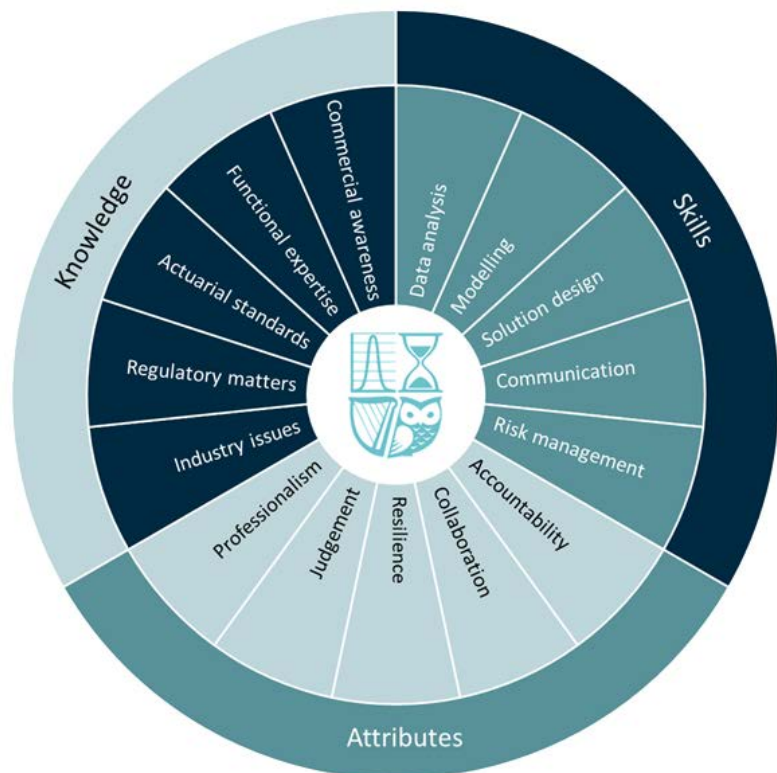 Knowledge
Commercial awareness
Functional expertise
Actuarial standards
Regulatory matters
Industry issues
Skills
Data analysis
Modelling
Solution design
Communication
Risk management
Attributes
Accountability
Collaboration
Resilience
Judgement
Professionalism